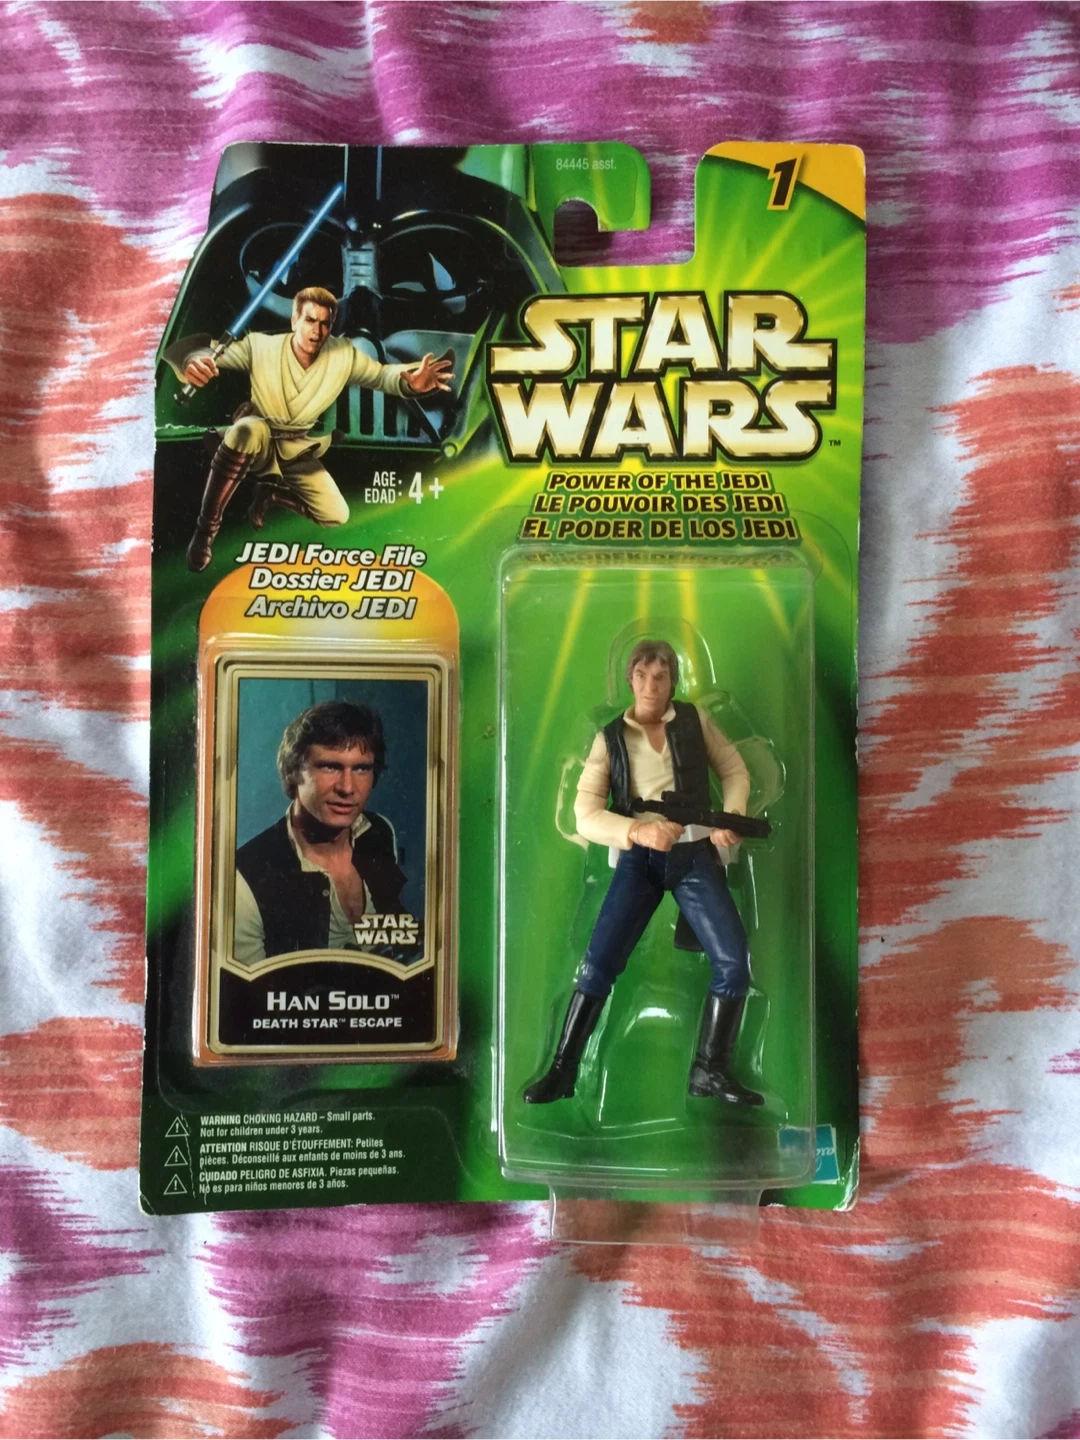 84445 asst.
1
STAR
WARS™
POWER OF THE JEDI
LE POUVOIR DES JEDI
EL PODER DE LOS JEDI
AGE
EDAD: 4+
JEDI Force File
Dossier JEDI
Archivo JEDI
STAR
WARS
HAN SOLO™
DEATH STAR™ ESCAPE
WARNING CHOKING HAZARD – Small parts.
Not for children under 3 years.
ATTENTION RISQUE D'ÉTOUFFEMENT: Petites
pièces. Déconseillé aux enfants de moins de 3 ans.
CUIDADO PELIGRO DE ASFIXIA. Piezas pequeñas.
No es para niños menores de 3 años.